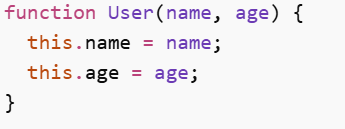 function User(name, age) {
  this.name = name;
  this.age = age;
}